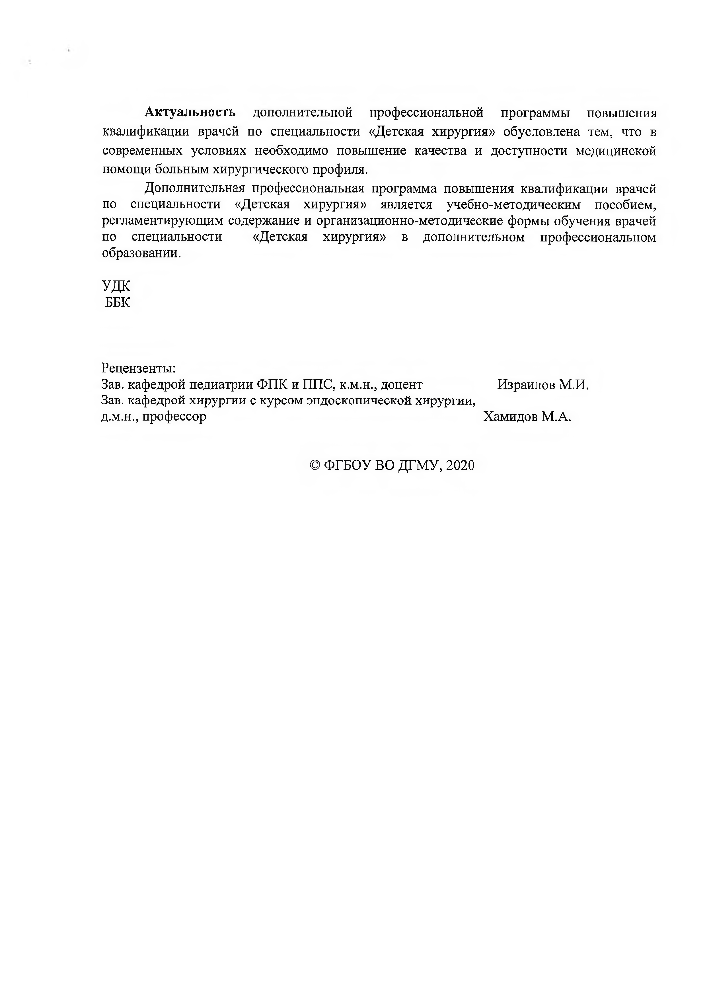 Актуальность дополнительной профессиональной программы повышения
квалификации врачей по специальности «Детская хирургия» обусловлена тем, что в
современных условиях необходимо повышение качества и доступности медицинской
помощи больным хирургического профиля.
Дополнительная профессиональная программа повышения квалификации врачей
по специальности «Детская хирургия» является учебно-методическим пособием,
регламентирующим содержание и организационно-методические формы обучения врачей
по специальности «Детская хирургия» в дополнительном профессиональном
образовании.
УДК
ББК
Рецензенты:
Зав. кафедрой педиатрии ФПК и ППС, к.м.н., доцент Израилов М.И.
Зав. кафедрой хирургии с курсом эндоскопической хирургии,
д.м.н., профессор Хамидов М.А.
© ФГБОУ ВО ДГМУ, 2020